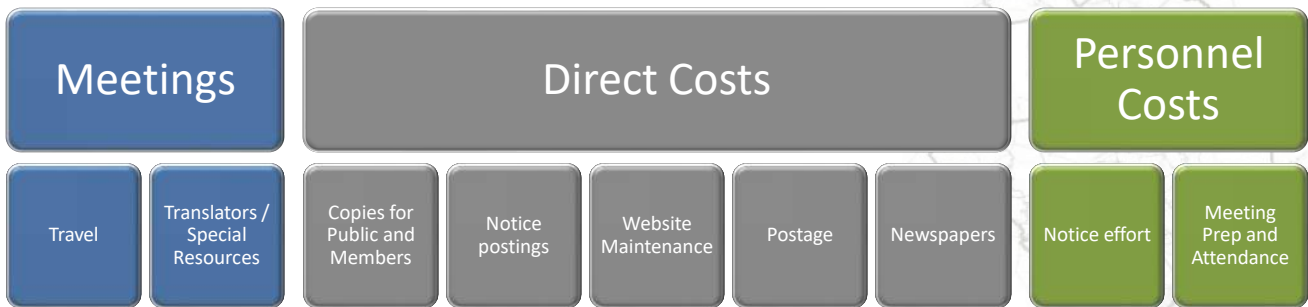 Meetings
Direct Costs
Personnel
Costs
Travel
Translators /
Special
Resources
Copies for
Public and
Members
Notice
postings
Website
Maintenance
Postage
Newspapers
Notice effort
Meeting
Prep and
Attendance